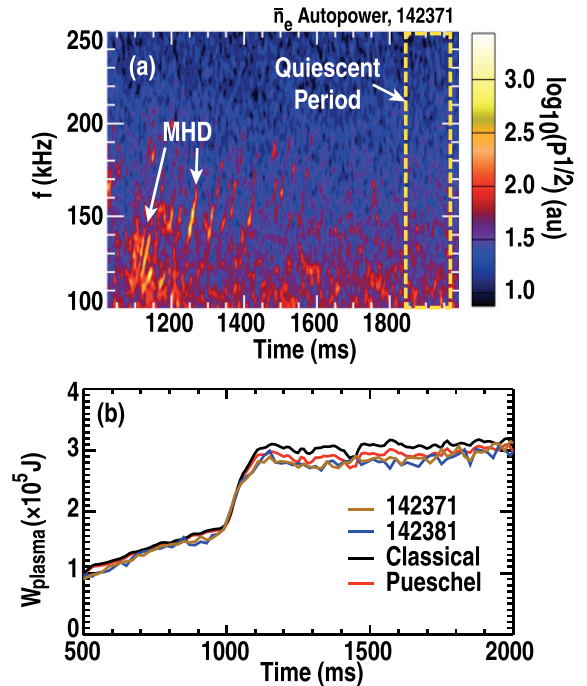 n̅e Autopower, 142371
250
200
150
100
f (kHz)
(a)
MHD
Quiescent
Period
1200 1400 1600 1800
Time (ms)
3.0
2.5
2.0
1.5
1.0
log10(P1/2) (au)
(b)
4
3
2
1
0
Wplasma (×10⁵ J)
142371
142381
Classical
Pueschel
500 1000 1500 2000
Time (ms)